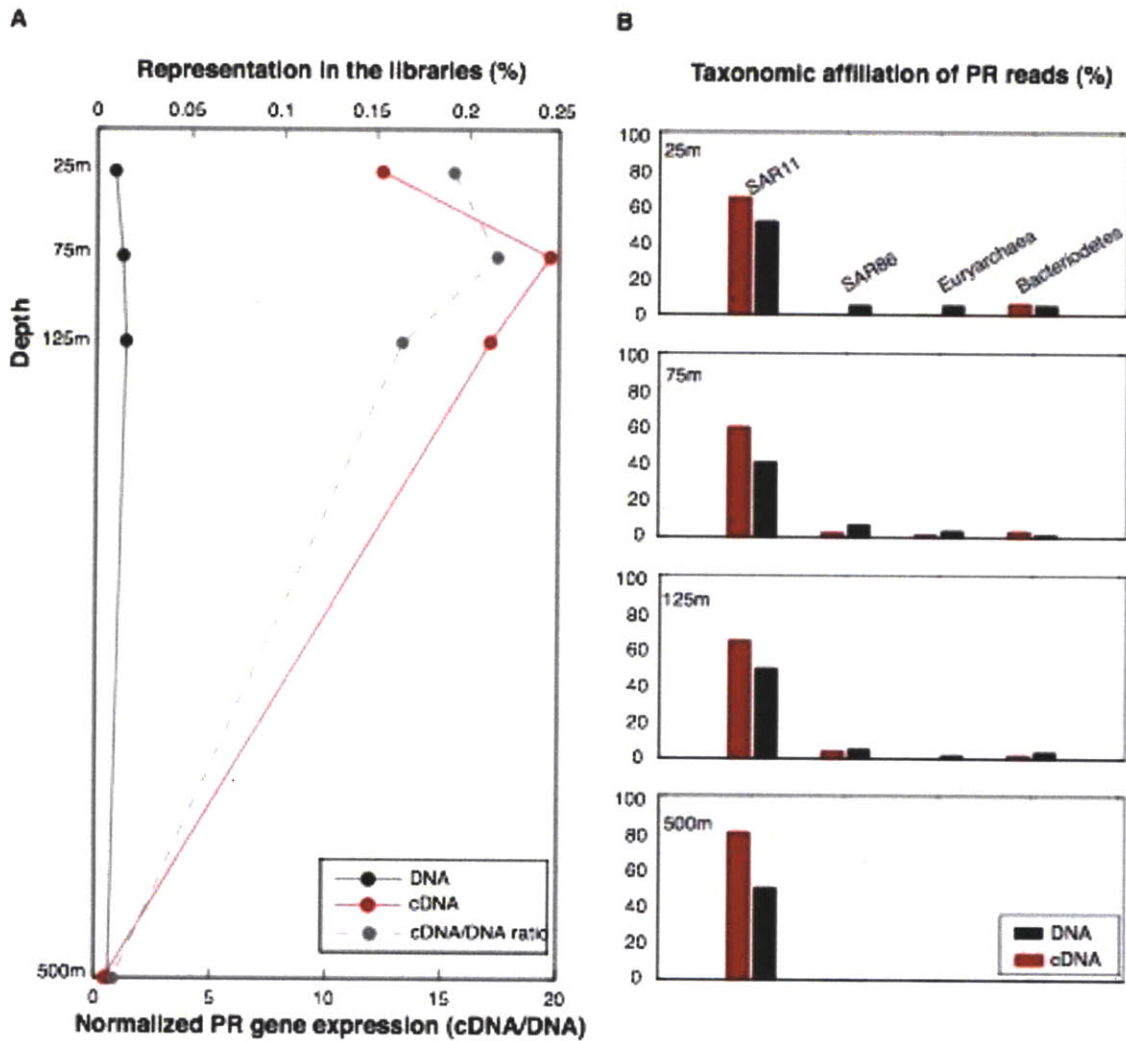 A
Representation in the libraries (%)
0 0.05 0.1 0.15 0.2 0.25
25m
75m
125m
500m
Depth
DNA
cDNA
cDNA/DNA ratio
0 5 10 15 20
Normalized PR gene expression (cDNA/DNA)
B
Taxonomic affiliation of PR reads (%)
100
80
60
40
20
0
25m
SAR11
SAR86
Euryarchaea
Bacteriodetes
100
80
60
40
20
0
75m
100
80
60
40
20
0
125m
100
80
60
40
20
0
500m
DNA
cDNA